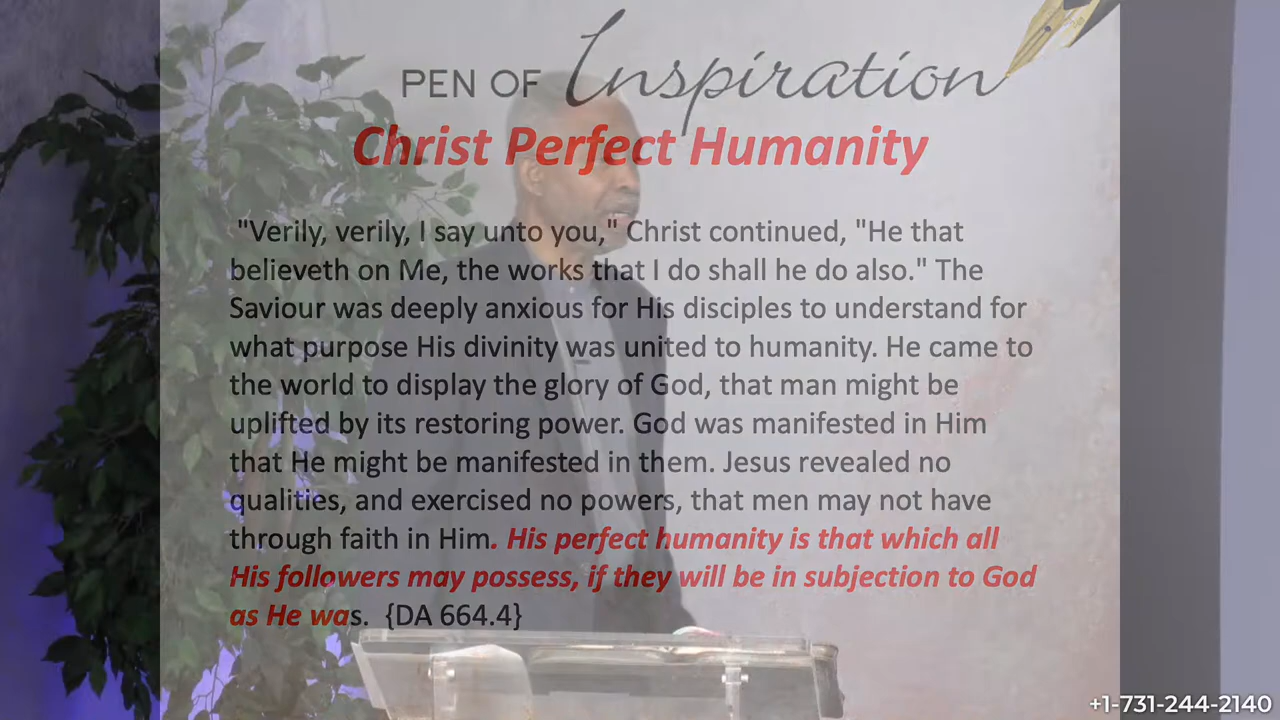 PEN OF Inspiration
Christ Perfect Humanity
"Verily, verily, I say unto you," Christ continued, "He that
believeth on Me, the works that I do shall he do also." The
Saviour was deeply anxious for His disciples to understand for
what purpose His divinity was united to humanity. He came to
the world to display the glory of God, that man might be
uplifted by its restoring power. God was manifested in Him
that He might be manifested in them. Jesus revealed no
qualities, and exercised no powers, that men may not have
through faith in Him. His perfect humanity is that which all
His followers may possess, if they will be in subjection to God
as He was. {DA 664.4}
+1-731-244-2140